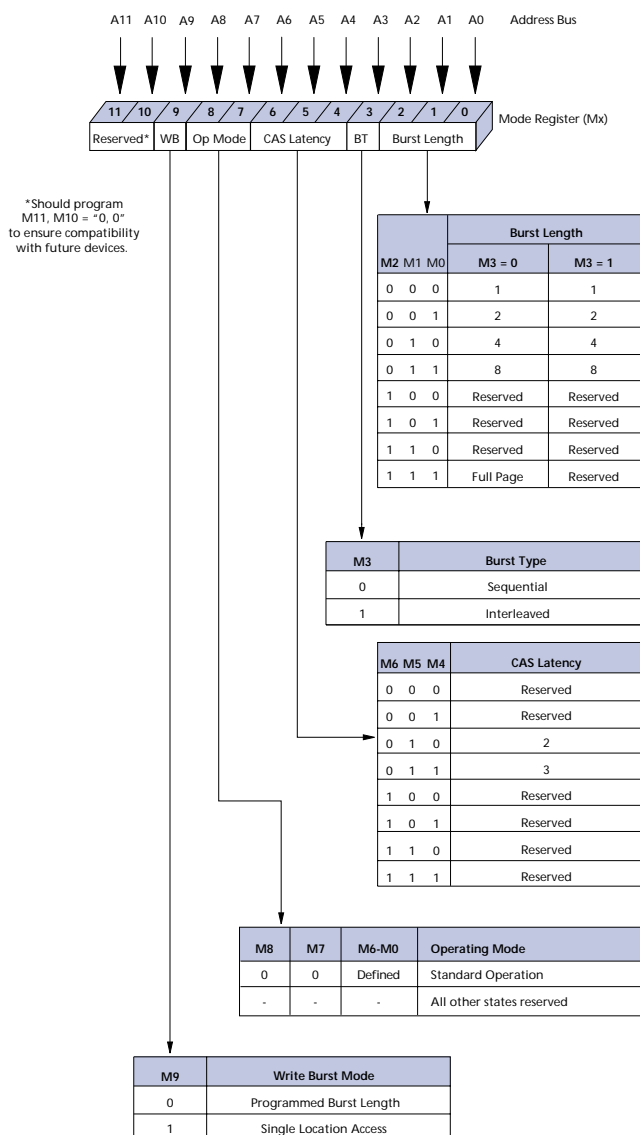 A11 A10 A9 A8 A7 A6 A5 A4 A3 A2 A1 A0 Address Bus
11 10 9 8 7 6 5 4 3 2 1 0
Mode Register (Mx)
Reserved* WB Op Mode CAS Latency BT Burst Length
*Should program
M11, M10 = "0, 0"
to ensure compatibility
with future devices.
Burst Length
M2 M1 M0 M3 = 0 M3 = 1
0 0 0 1 1
0 0 1 2 2
0 1 0 4 4
0 1 1 8 8
1 0 0 Reserved Reserved
1 0 1 Reserved Reserved
1 1 0 Reserved Reserved
1 1 1 Full Page Reserved
M3 Burst Type
0 Sequential
1 Interleaved
M6 M5 M4 CAS Latency
0 0 0 Reserved
0 0 1 Reserved
0 1 0 2
0 1 1 3
1 0 0 Reserved
1 0 1 Reserved
1 1 0 Reserved
1 1 1 Reserved
M8 M7 M6-M0 Operating Mode
0 0 Defined Standard Operation
- - - All other states reserved
M9 Write Burst Mode
0 Programmed Burst Length
1 Single Location Access